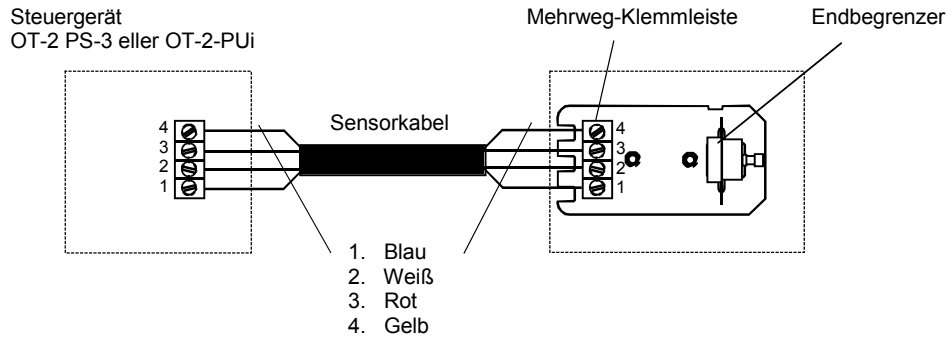 Steuergerät
OT-2 PS-3 eller OT-2-PUi
Mehrweg-Klemmleiste
Endbegrenzer
Sensorkabel
4
3
2
1
4
3
2
1
1. Blau
2. Weiß
3. Rot
4. Gelb